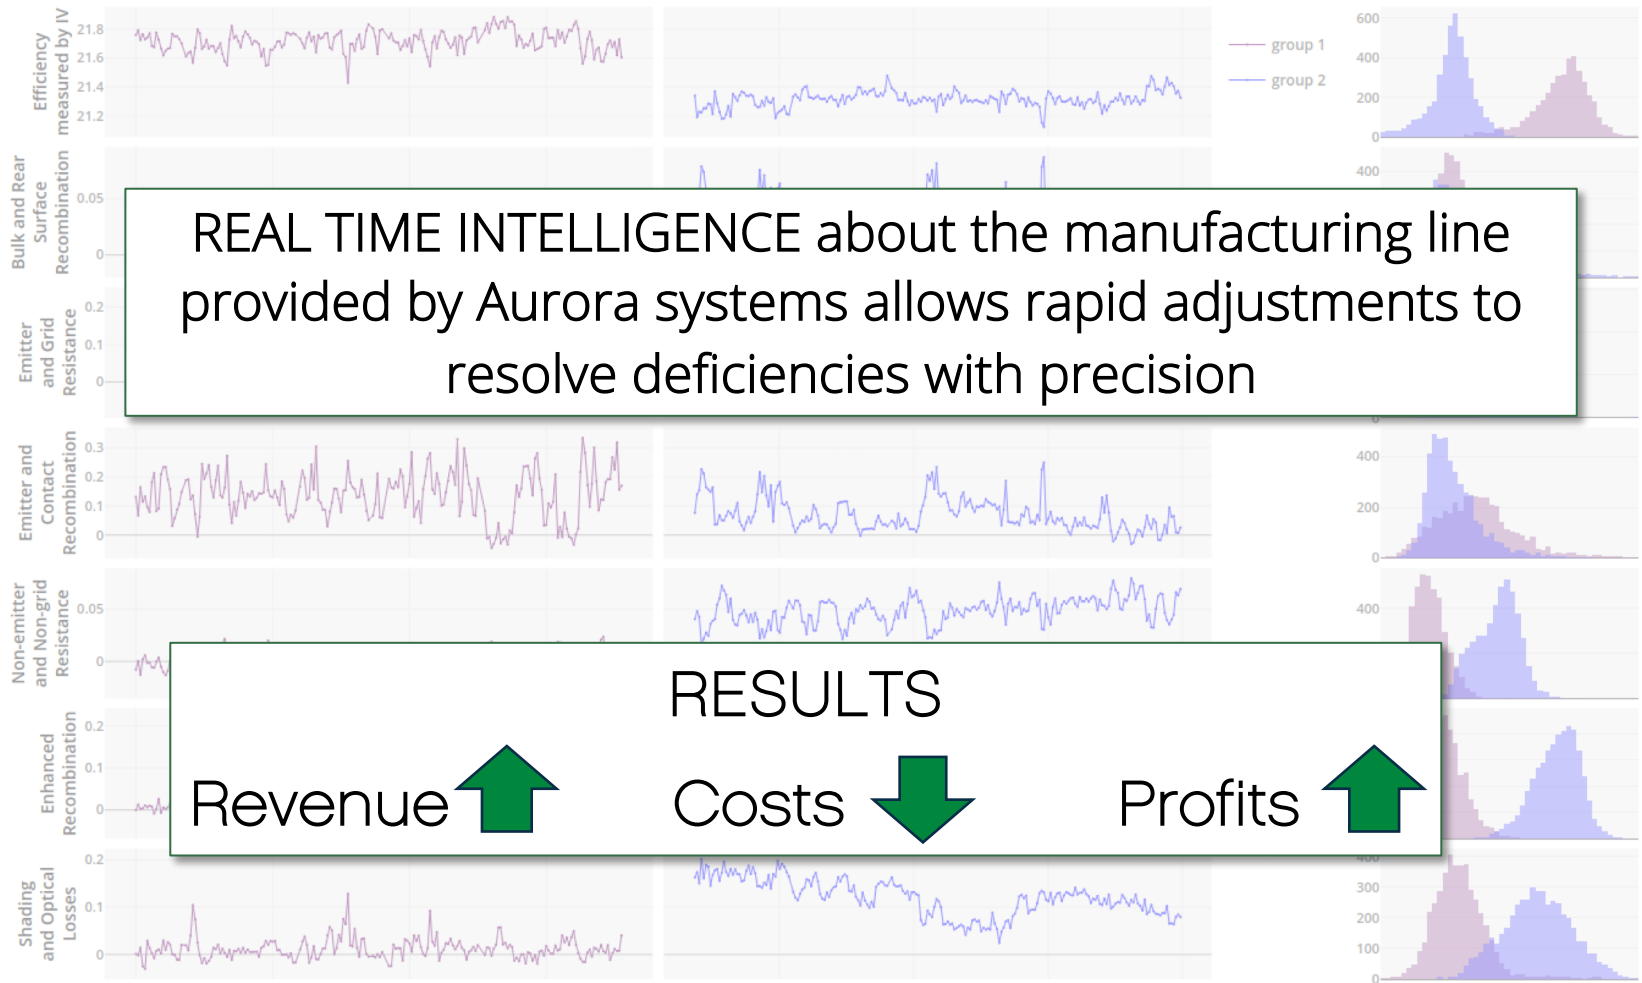 Efficiency
measured by IV
21.8
21.6
21.4
21.2
group 1
group 2
600
400
200
0
Bulk and Rear
Surface
Recombination
0.05
0
400
REAL TIME INTELLIGENCE about the manufacturing line
provided by Aurora systems allows rapid adjustments to
resolve deficiencies with precision
Emitter
and Grid
Resistance
0.2
0.1
0
0
Emitter and
Contact
Recombination
0.3
0.2
0.1
0
400
200
0
Non-emitter
and Non-grid
Resistance
0.05
0
400
RESULTS
Revenue
Costs
Profits
Enhanced
Recombination
0.2
0.1
0
Shading
and Optical
Losses
0.2
0.1
0
400
300
200
100
0